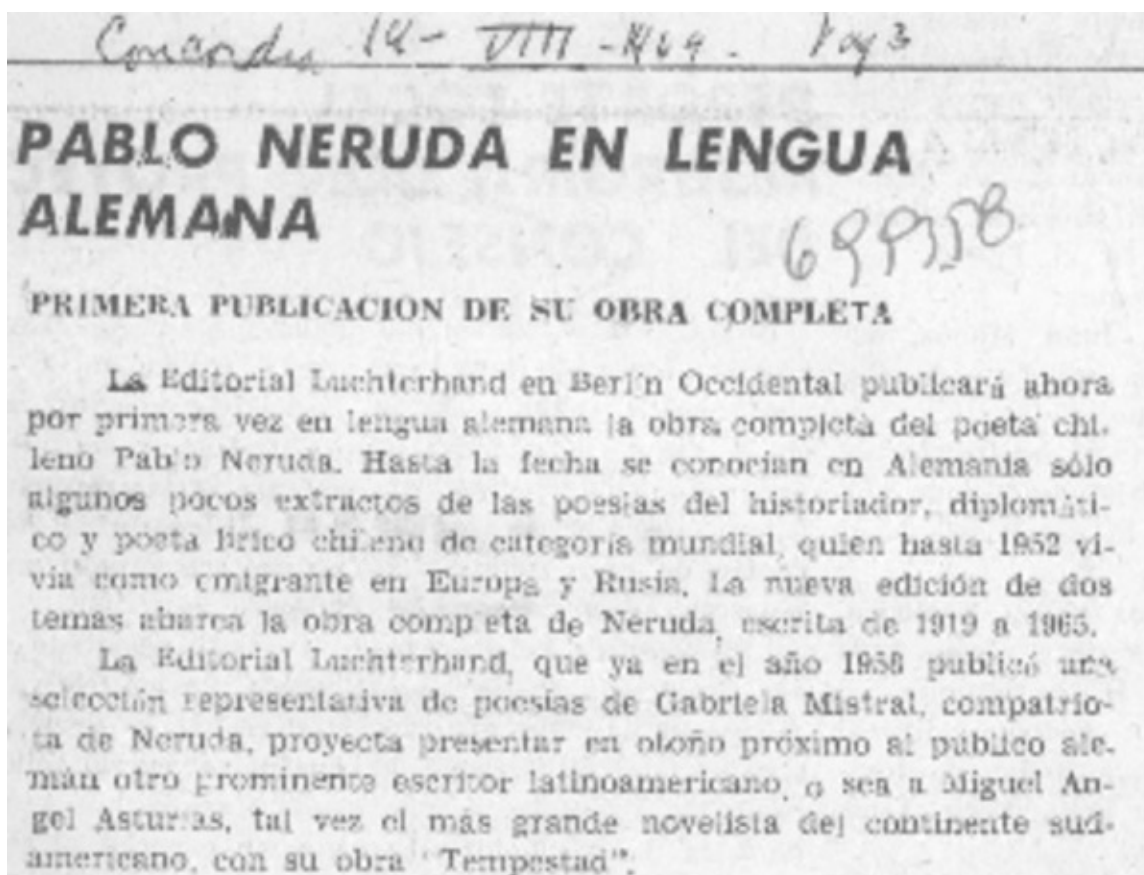 Concordia 14- VIII - 1969 - Pag 3
PABLO NERUDA EN LENGUA
ALEMANA
699358
PRIMERA PUBLICACION DE SU OBRA COMPLETA
La Editorial Luchterhand en Berlín Occidental publicará ahora
por primera vez en lengua alemana la obra completa del poeta chi-
leno Pablo Neruda. Hasta la fecha se conocían en Alemania sólo
algunos pocos extractos de las poesías del historiador, diplomáti-
co y poeta lírico chileno de categoría mundial, quien hasta 1952 vi-
vía como emigrante en Europa y Rusia. La nueva edición de dos
temas abarca la obra completa de Neruda, escrita de 1919 a 1965.
La Editorial Luchterhand, que ya en el año 1958 publicó una
selección representativa de poesías de Gabriela Mistral, compatrio-
ta de Neruda, proyecta presentar en otoño próximo al público ale-
mán otro prominente escritor latinoamericano, o sea a Miguel An-
gel Asturias, tal vez el más grande novelista del continente sud-
americano, con su obra "Tempestad".